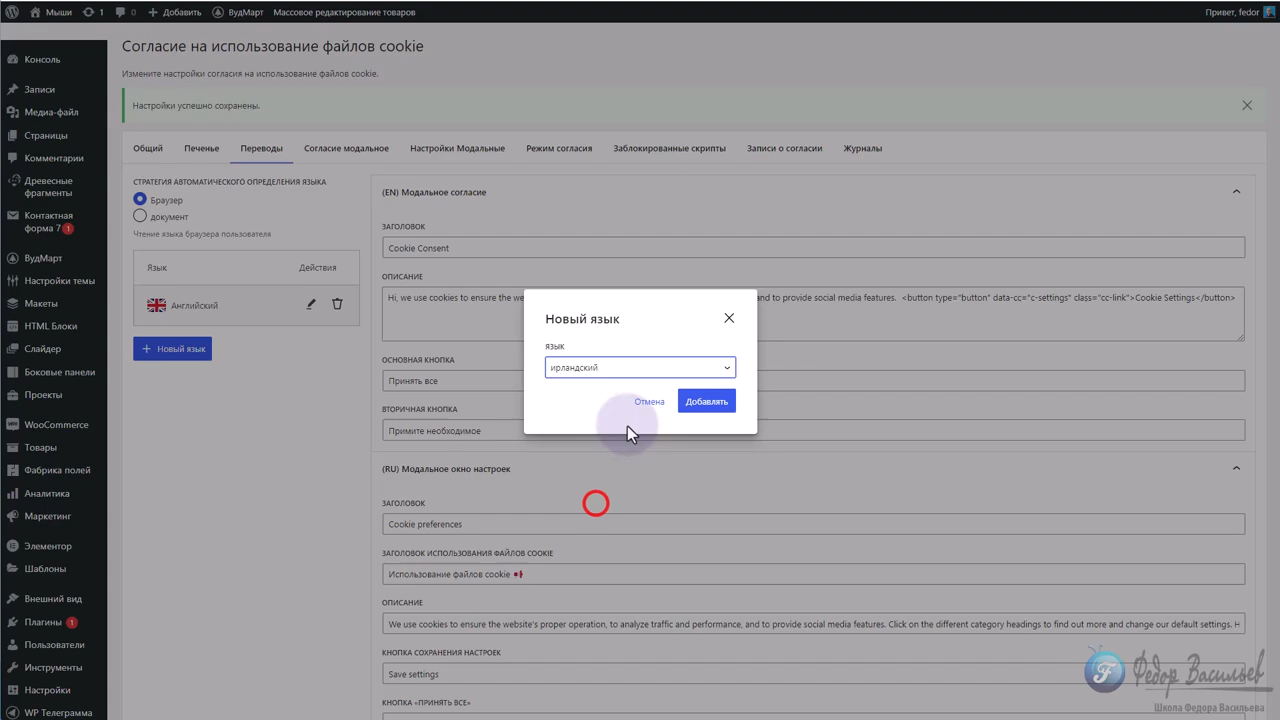 Мыши
1
0
Добавить
ВудМарт
Массовое редактирование товаров
Привет, fedor
Консоль
Записи
Медиа-файл
Страницы
Комментарии
Древесные
фрагменты
Контактная
форма 7 1
ВудМарт
Настройки темы
Макеты
HTML Блоки
Слайдер
Боковые панели
Проекты
WooCommerce
Товары
Фабрика полей
Аналитика
Маркетинг
Элементор
Шаблоны
Внешний вид
Плагины 1
Пользователи
Инструменты
Настройки
WP Телеграмма
Согласие на использование файлов cookie
Измените настройки согласия на использование файлов cookie.
Настройки успешно сохранены.
Общий
Печенье
Переводы
Согласие модальное
Настройки Модальные
Режим согласия
Заблокированные скрипты
Записи о согласии
Журналы
СТРАТЕГИЯ АВТОМАТИЧЕСКОГО ОПРЕДЕЛЕНИЯ ЯЗЫКА
Браузер
документ
Чтение языка браузера пользователя
Язык
Действия
Английский
+ Новый язык
(EN) Модальное согласие
ЗАГОЛОВОК
Cookie Consent
ОПИСАНИЕ
Hi, we use cookies to ensure the we
and to provide social media features. <button type="button" data-cc="c-settings" class="cc-link">Cookie Settings</button>
ОСНОВНАЯ КНОПКА
Принять все
ВТОРИЧНАЯ КНОПКА
Примите необходимое
Новый язык
ЯЗЫК
ирландский
Отмена
Добавлять
(RU) Модальное окно настроек
ЗАГОЛОВОК
Cookie preferences
ЗАГОЛОВОК ИСПОЛЬЗОВАНИЯ ФАЙЛОВ COOKIE
Использование файлов cookie
ОПИСАНИЕ
We use cookies to ensure the website's proper operation, to analyze traffic and performance, and to provide social media features. Click on the different category headings to find out more and change our default settings. H
КНОПКА СОХРАНЕНИЯ НАСТРОЕК
Save settings
КНОПКА «ПРИНЯТЬ ВСЕ»
Федор Васильев
Школа Федора Васильева